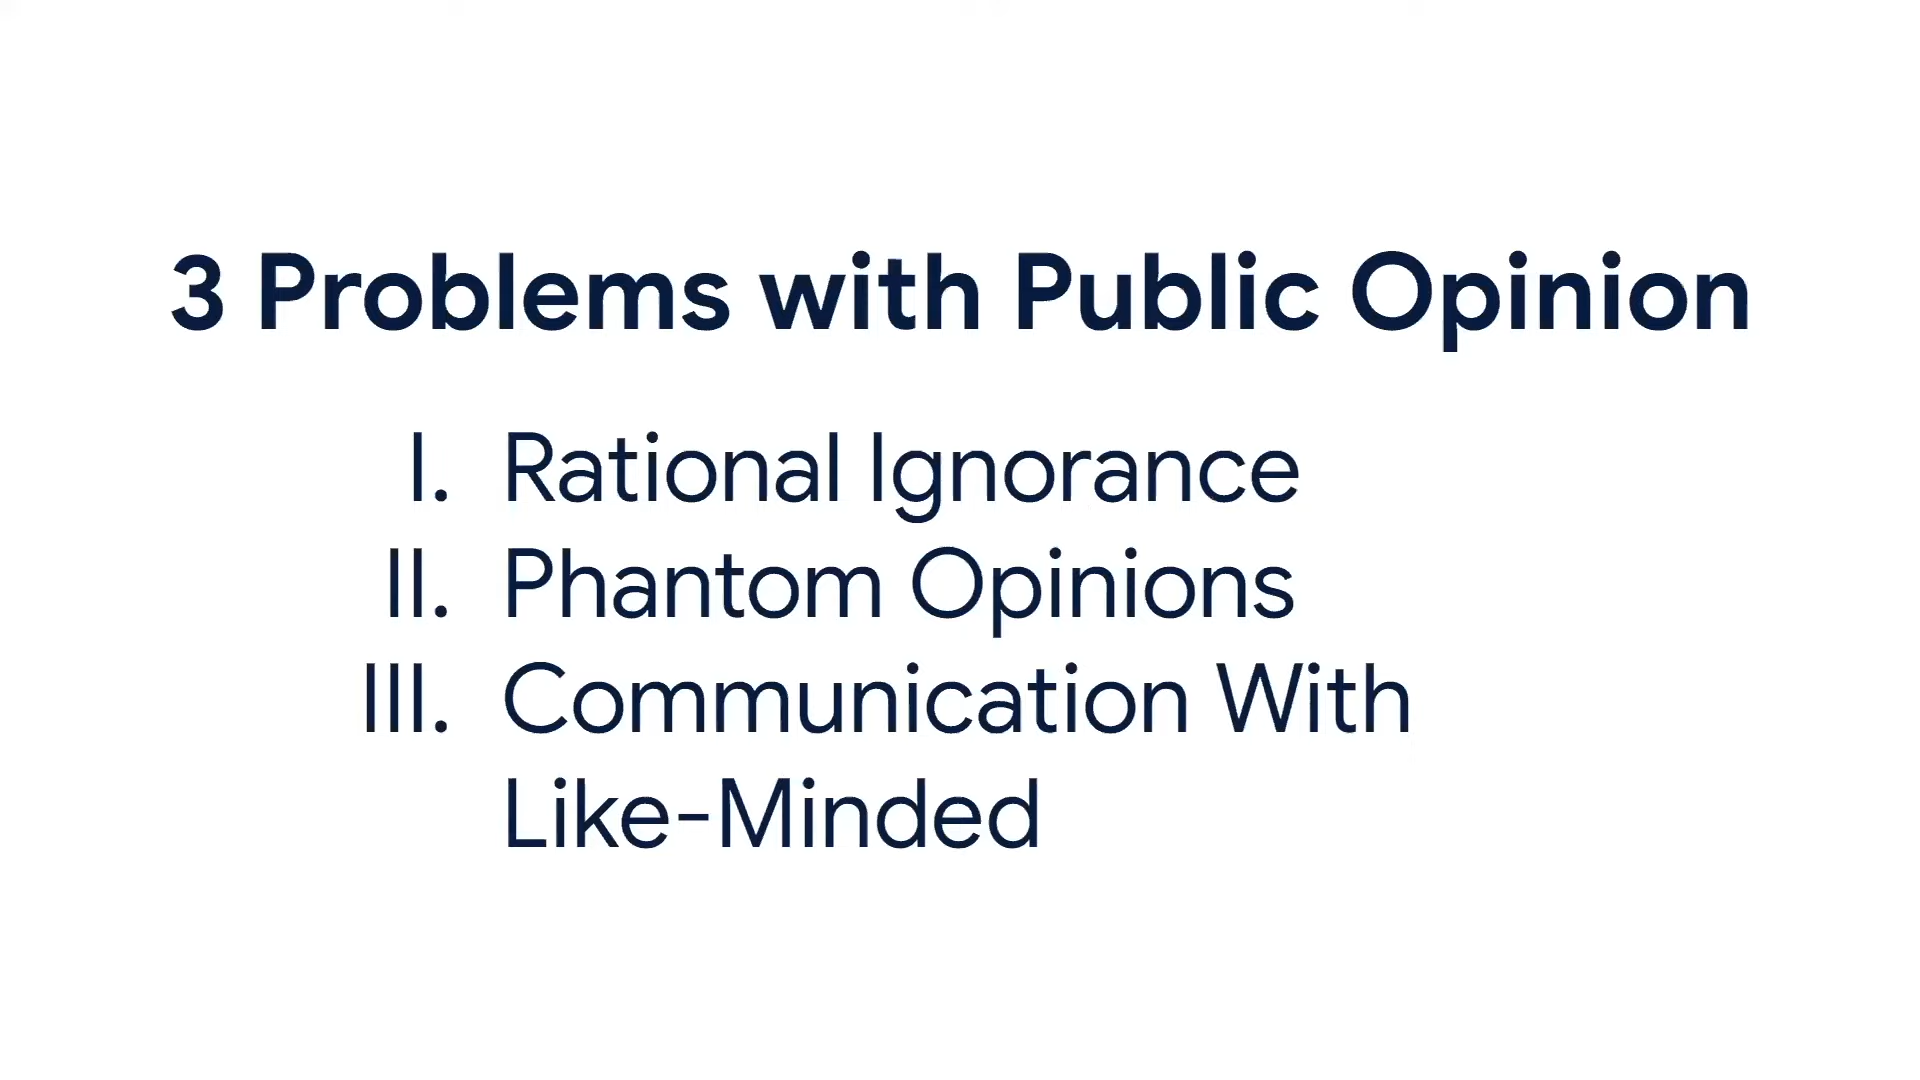 3 Problems with Public Opinion
I. Rational Ignorance
II. Phantom Opinions
III. Communication With
Like-Minded